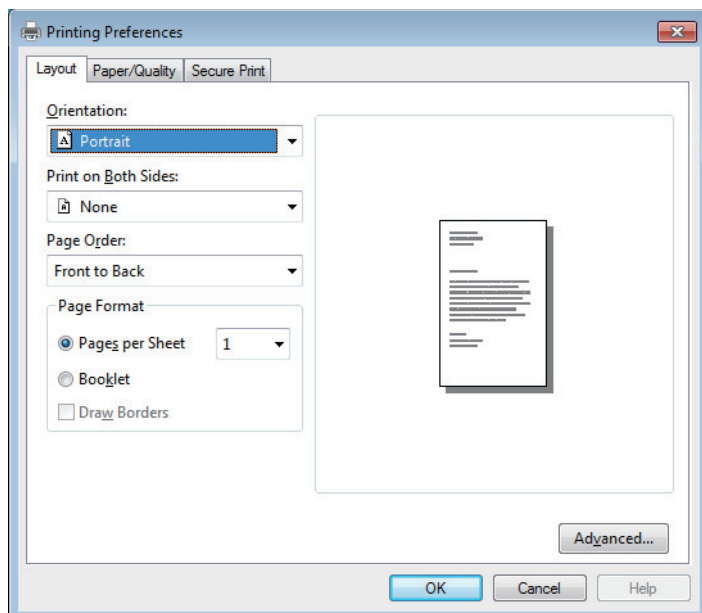 Printing Preferences
Layout Paper/Quality Secure Print
Orientation:
Portrait
Print on Both Sides:
None
Page Order:
Front to Back
Page Format
Pages per Sheet 1
Booklet
Draw Borders
Advanced...
OK Cancel Help